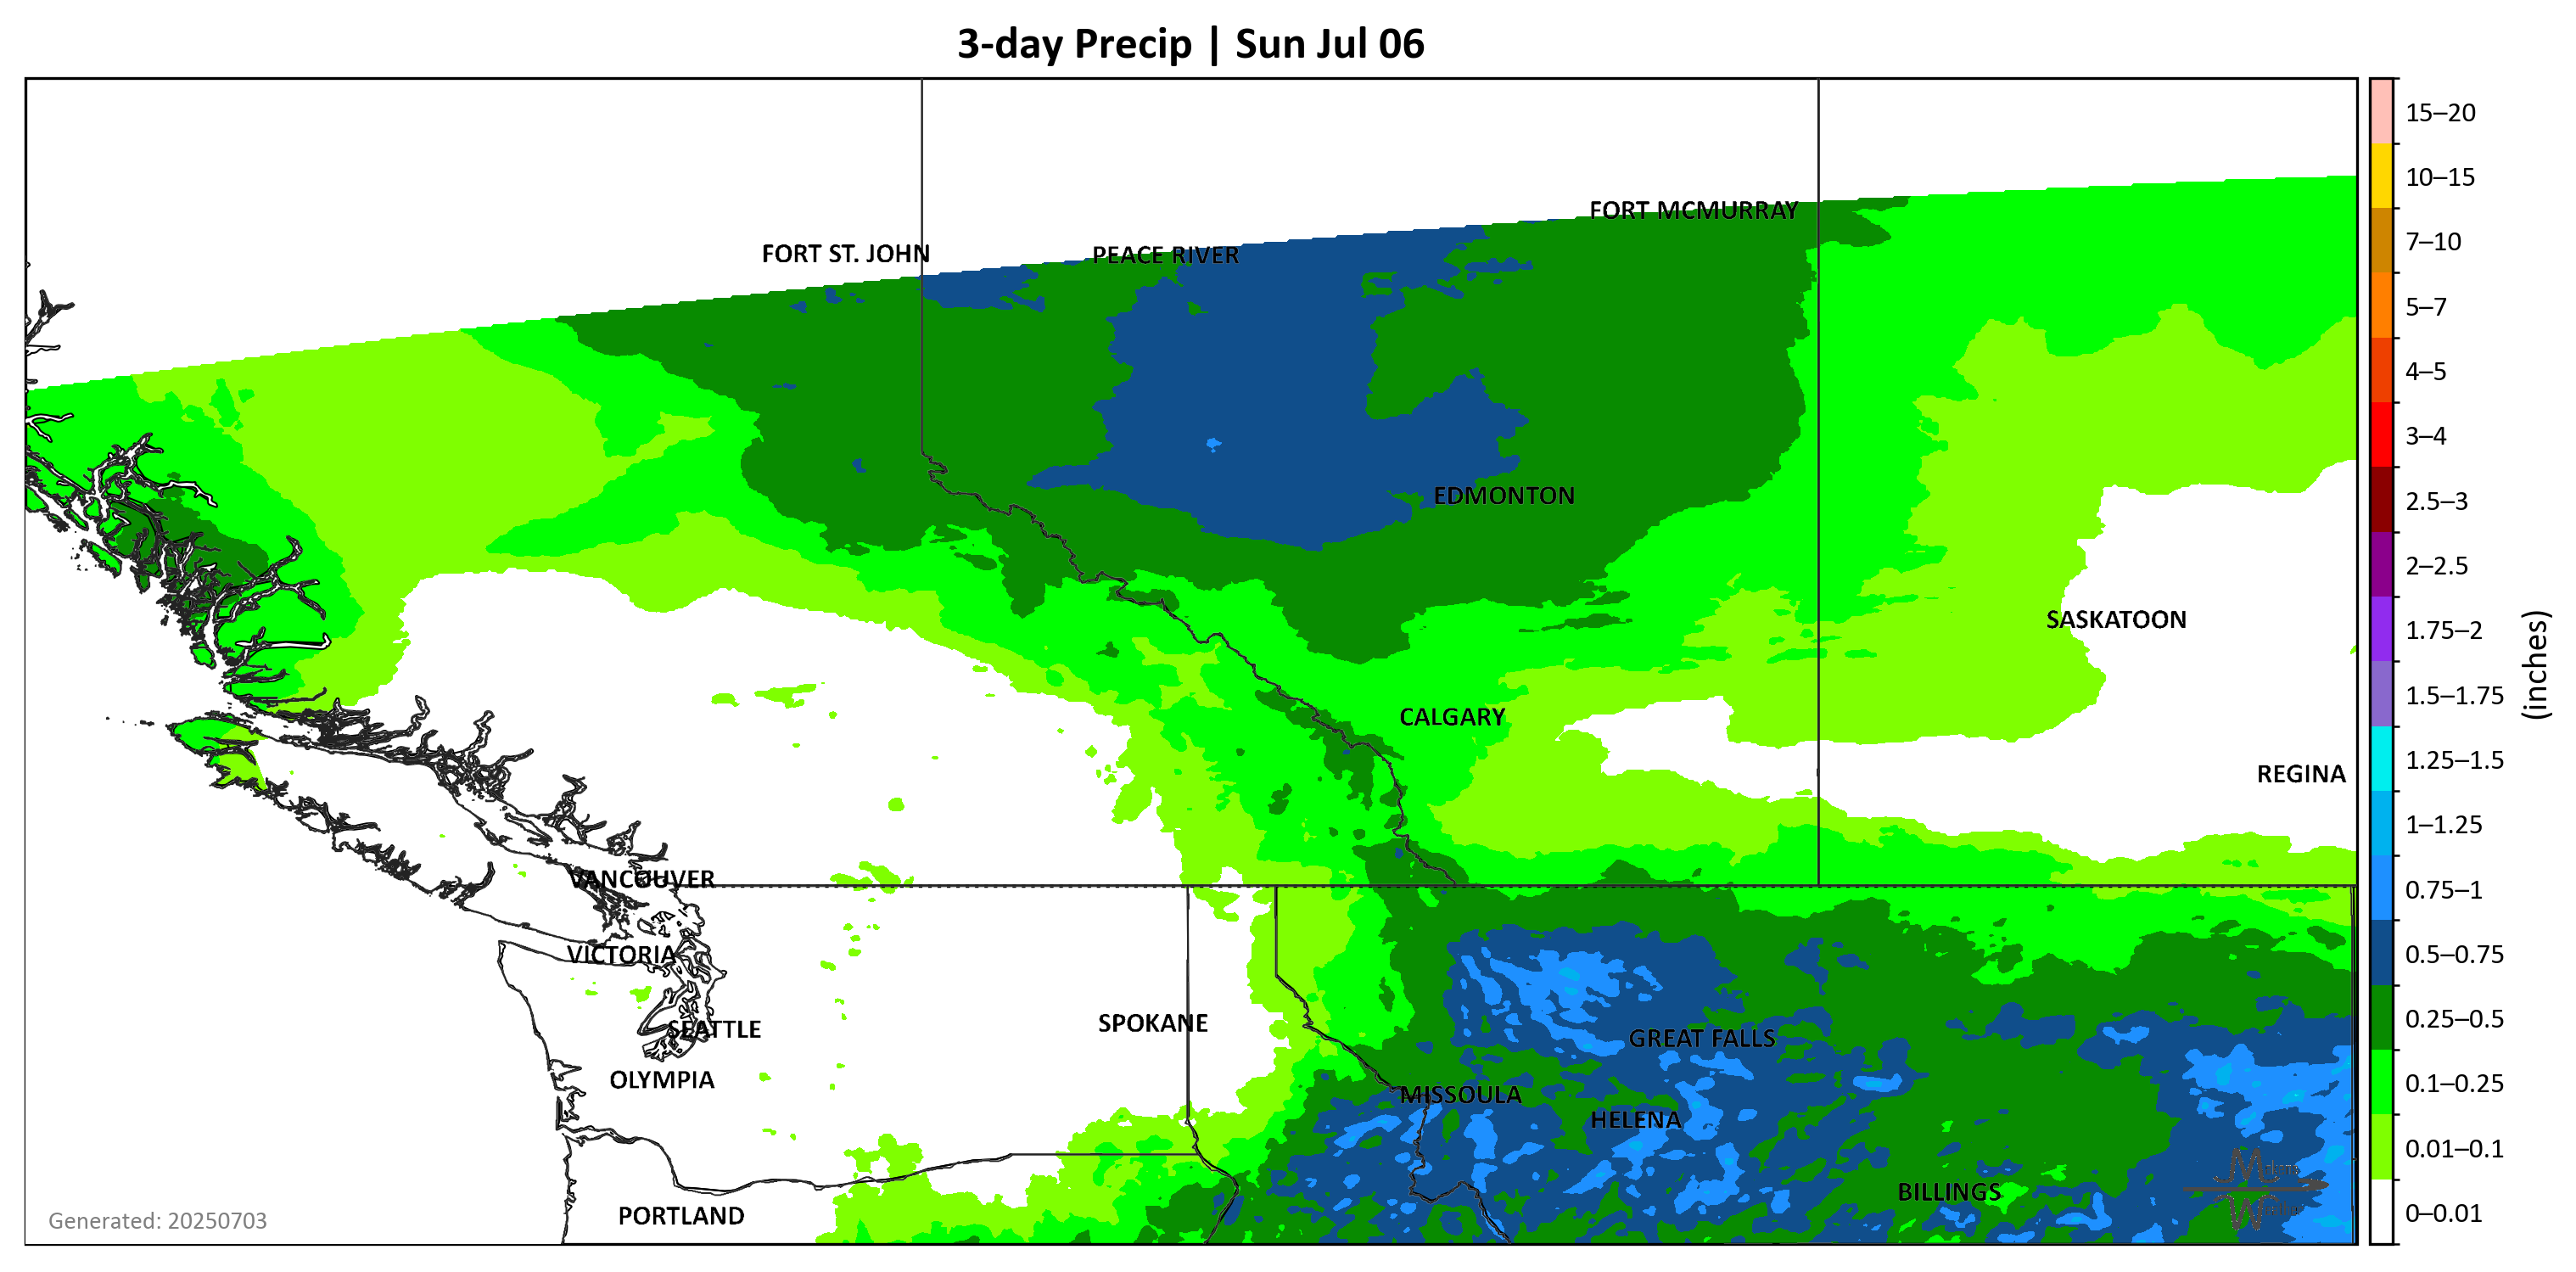 3-day Precip | Sun Jul 06
15–20
10–15
7–10
5–7
4–5
3–4
2.5–3
2–2.5
1.75–2
1.5–1.75
1.25–1.5
1–1.25
0.75–1
0.5–0.75
0.25–0.5
0.1–0.25
0.01–0.1
0–0.01
(inches)
FORT MCMURRAY
FORT ST. JOHN
PEACE RIVER
EDMONTON
SASKATOON
CALGARY
REGINA
VANCOUVER
VICTORIA
SPOKANE
SEATTLE
GREAT FALLS
OLYMPIA
MISSOULA
HELENA
BILLINGS
PORTLAND
Generated: 20250703